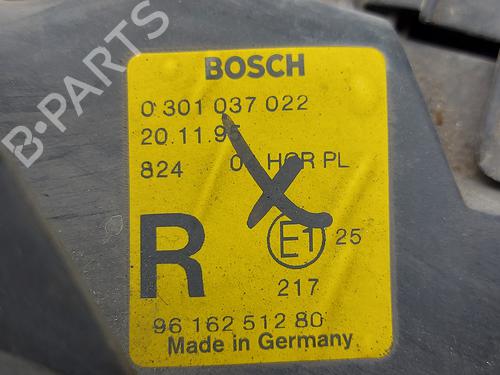 B-PARTS
BOSCH
0 301 037 022
20.11.95
824 HCR PL
R E1 25
217
96 162 512 80
Made in Germany